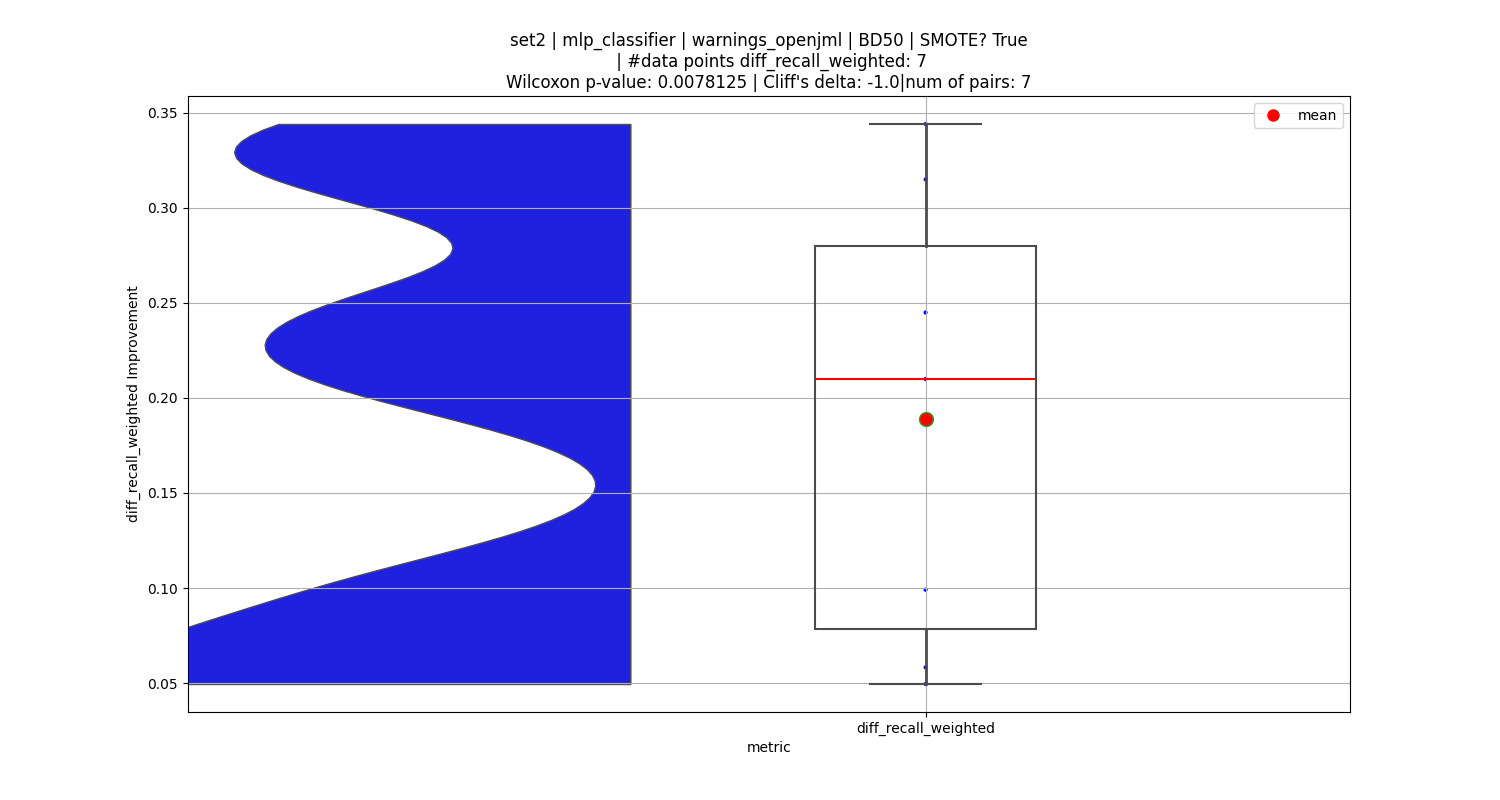 set2 | mlp_classifier | warnings_openjml | BD50 | SMOTE? True
| #data points diff_recall_weighted: 7
Wilcoxon p-value: 0.0078125 | Cliff's delta: -1.0|num of pairs: 7
mean
0.35
0.30
0.25
0.20
0.15
0.10
0.05
diff_recall_weighted Improvement
diff_recall_weighted
metric